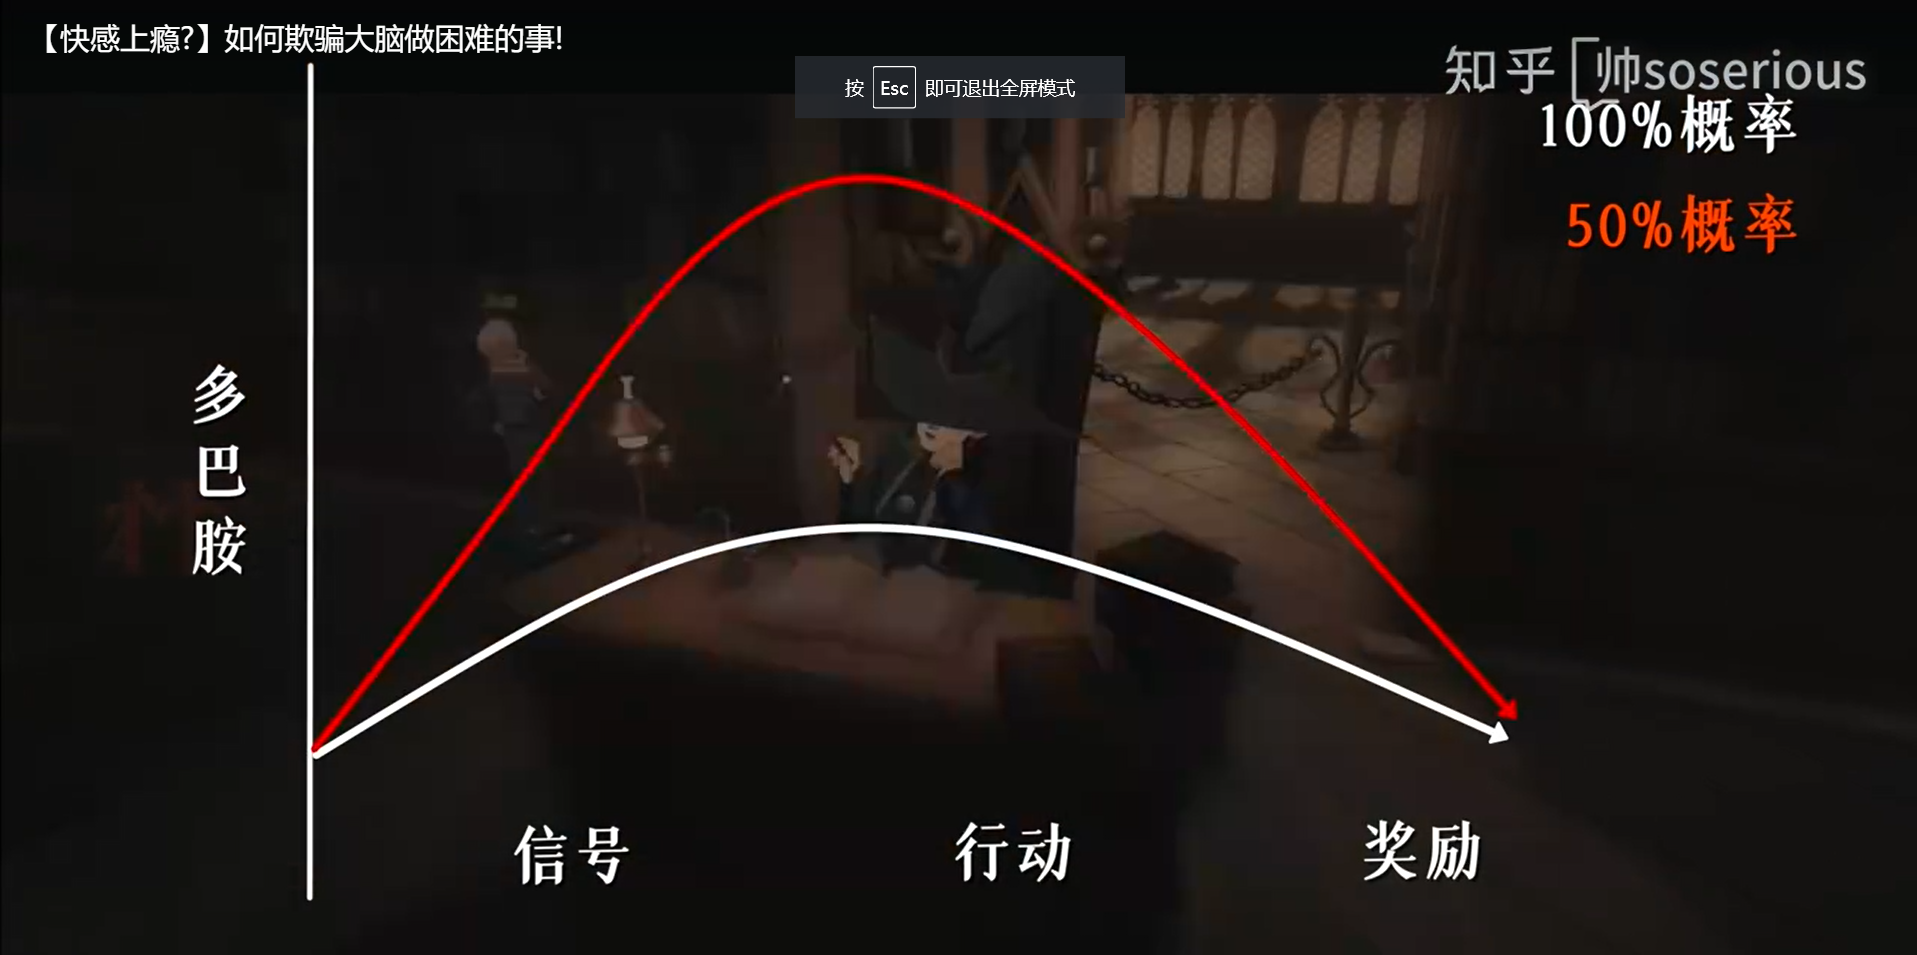 【快感上瘾?】如何欺骗大脑做困难的事!
按 Esc 即可退出全屏模式
知乎 帅soserious
100%概率
50%概率
多巴胺
信号
行动
奖励